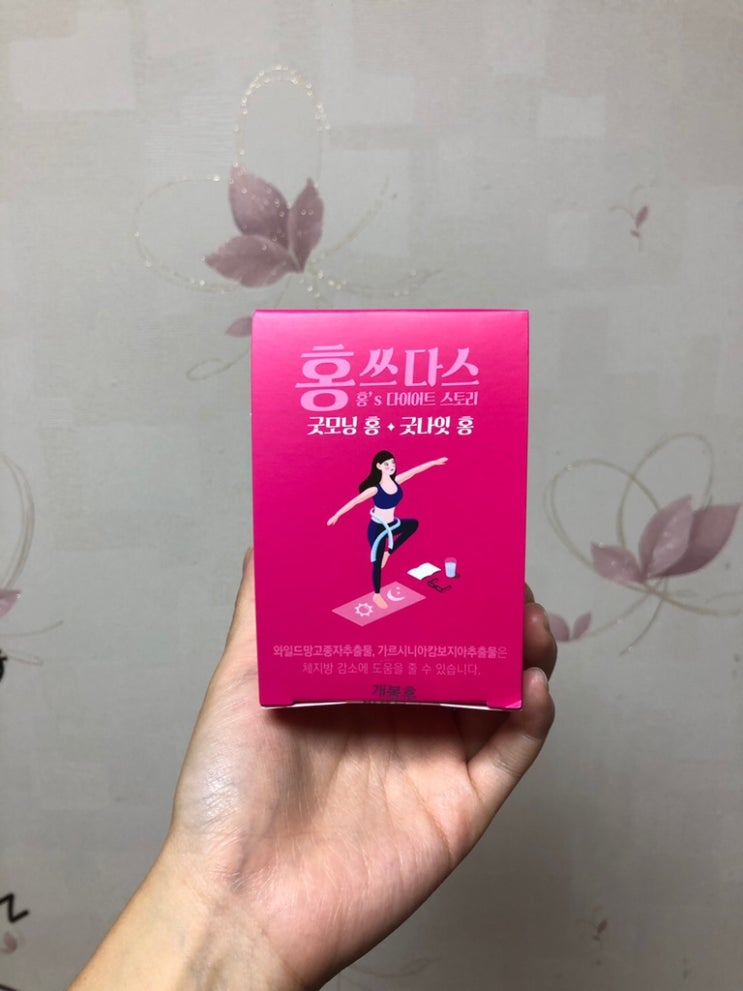 홍쓰다스
홍's 다이어트 스토리
굿모닝 홍 • 굿나잇 홍
와일드망고종자추출물, 가르시니아캄보지아추출물은
체지방 감소에 도움을 줄 수 있습니다.
개봉 후